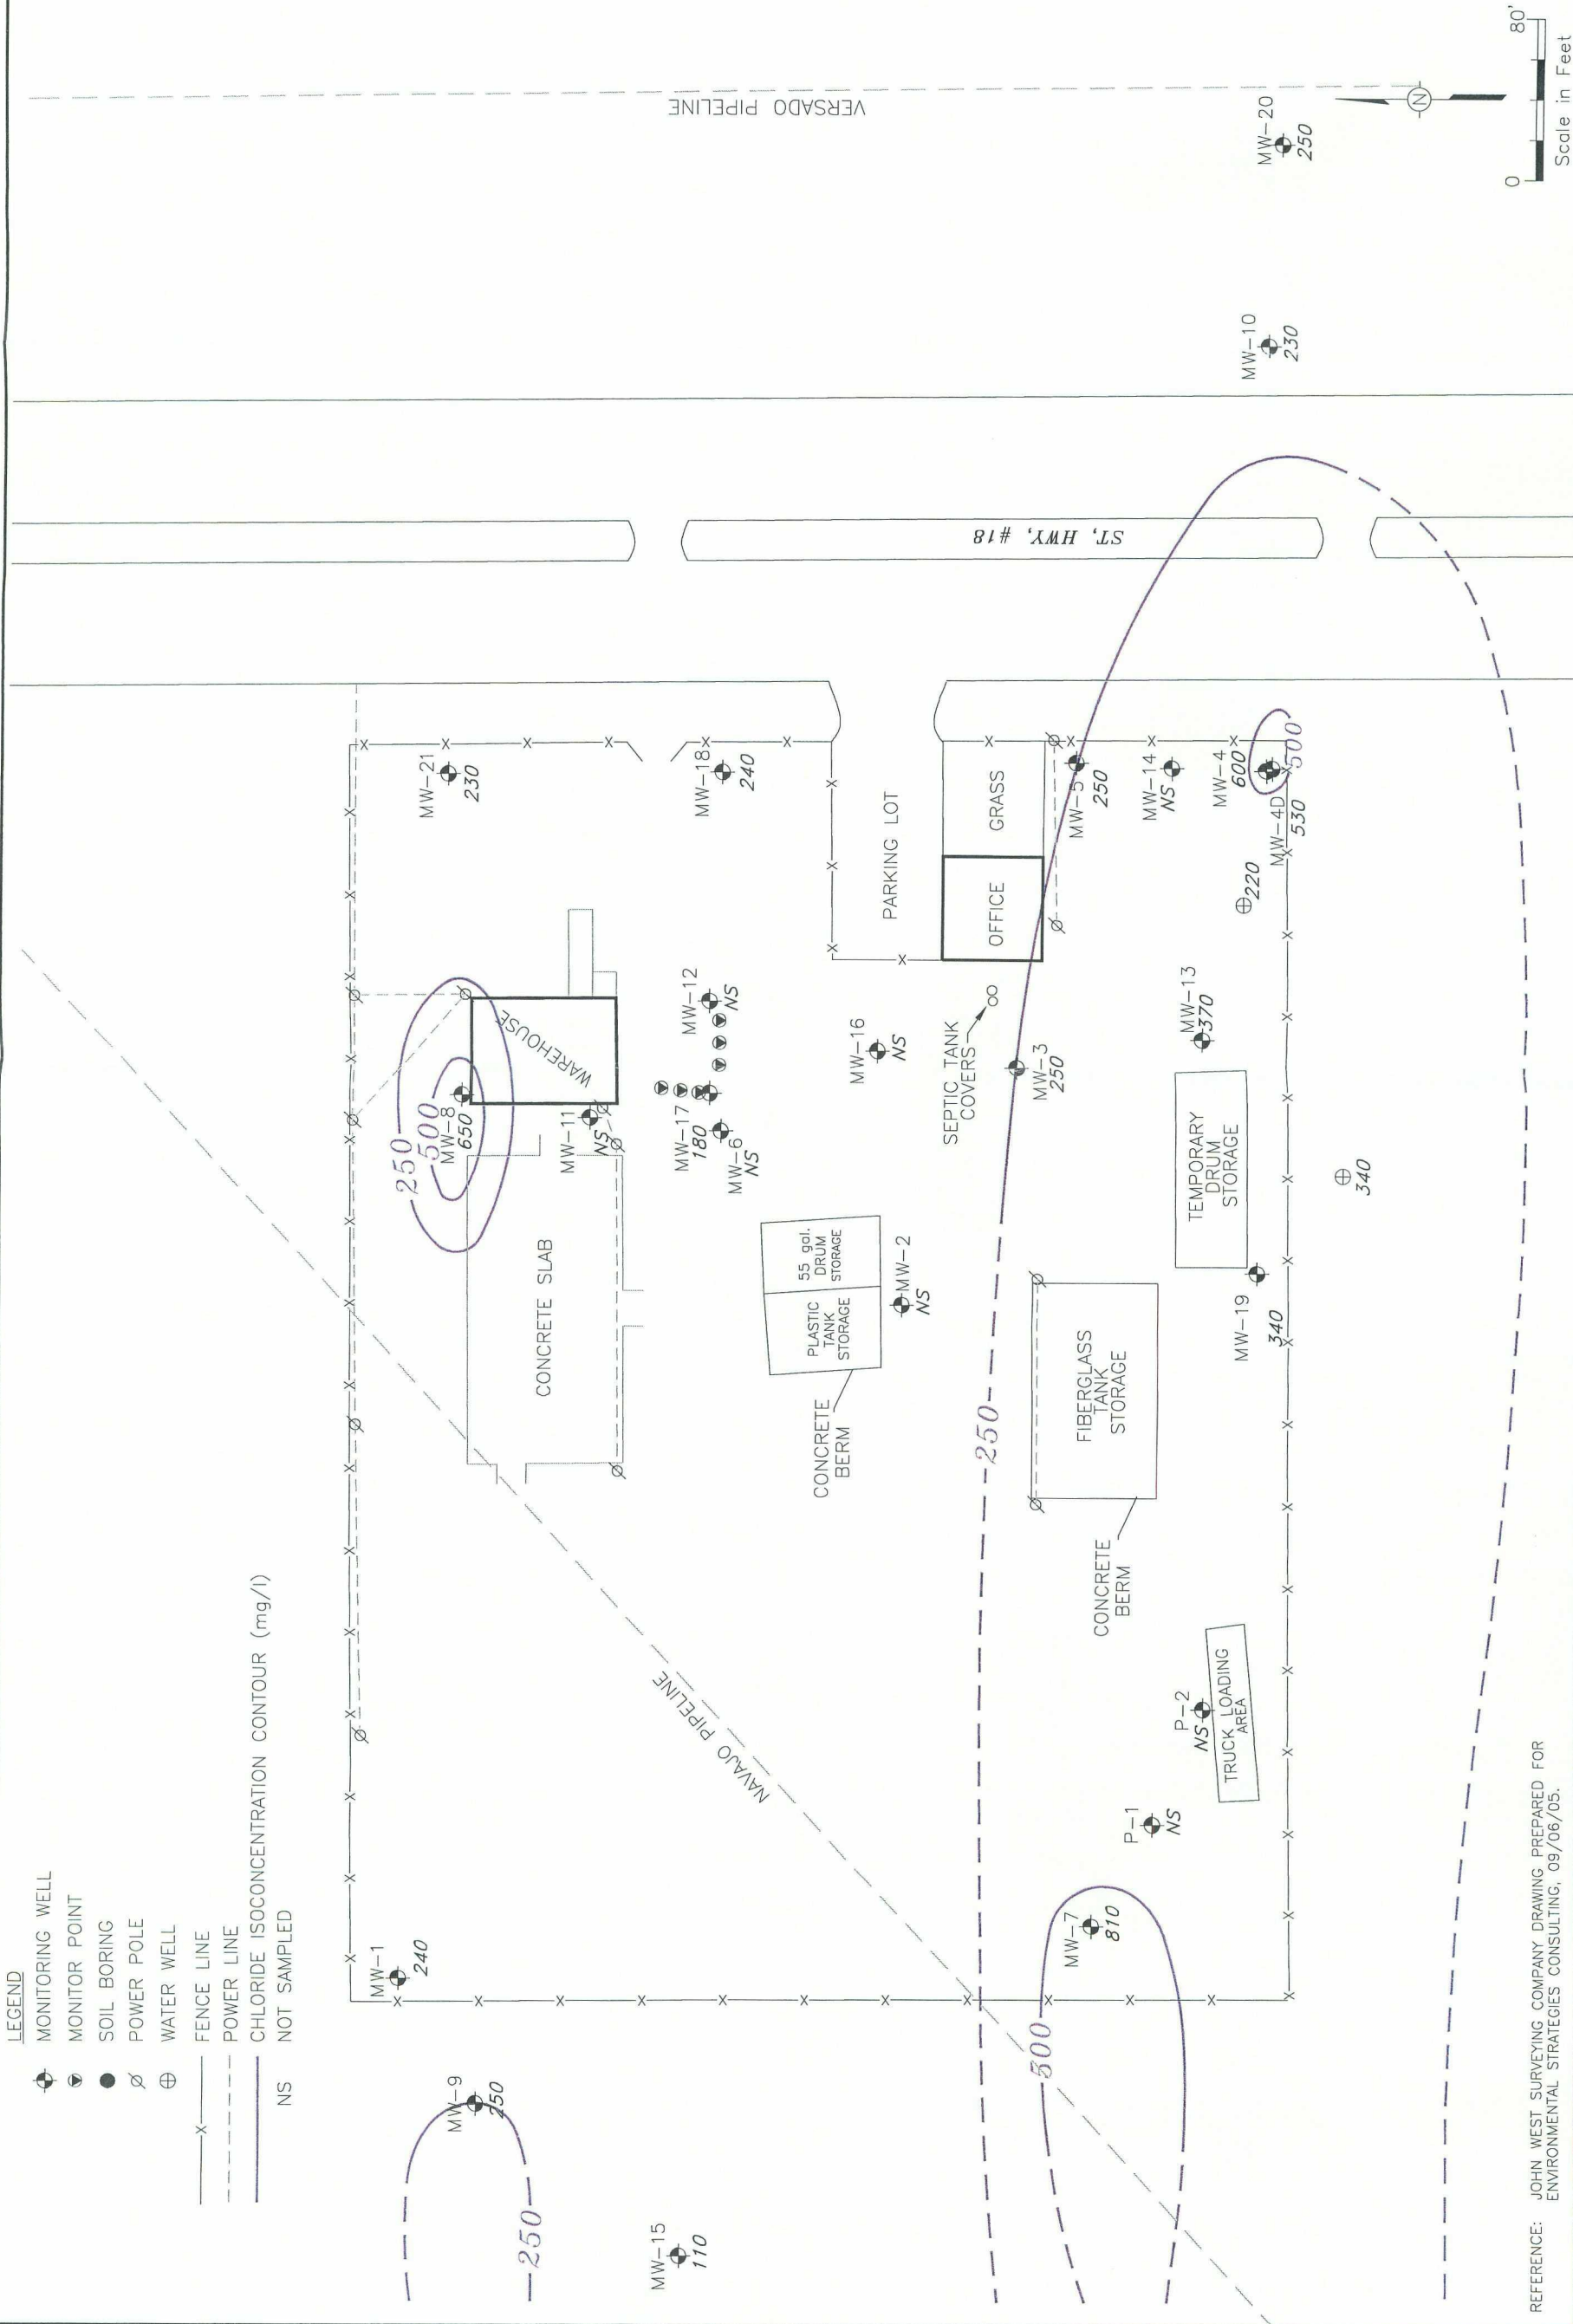 LEGEND
MONITORING WELL
MONITOR POINT
SOIL BORING
POWER POLE
WATER WELL
X
FENCE LINE
POWER LINE
CHLORIDE ISOCONCENTRATION CONTOUR (mg/l)
NS
NOT SAMPLED
MW-1
240
MW-9
250
250
MW-15
110
NAVAJO PIPELINE
250
500
MW-8
650
WAREHOUSE
MW-11
NS
CONCRETE SLAB
MW-21
230
MW-18
240
MW-12
NS
MW-17
180
MW-6
NS
MW-16
NS
PARKING LOT
PLASTIC
TANK
STORAGE
55 gal.
DRUM
STORAGE
CONCRETE
BERM
MW-2
NS
SEPTIC TANK
COVERS
OFFICE
GRASS
MW-3
250
250
MW-5
250
MW-14
NS
MW-4
600
MW-4D
530
500
220
MW-13
370
TEMPORARY
DRUM
STORAGE
340
MW-19
340
FIBERGLASS
TANK
STORAGE
CONCRETE
BERM
P-2
NS
TRUCK LOADING
AREA
P-1
NS
MW-7
810
500
ST, HWY, #18
VERSADO PIPELINE
MW-10
230
MW-20
250
N
0
80'
Scale in Feet
REFERENCE: JOHN WEST SURVEYING COMPANY DRAWING PREPARED FOR
ENVIRONMENTAL STRATEGIES CONSULTING, 09/06/05.